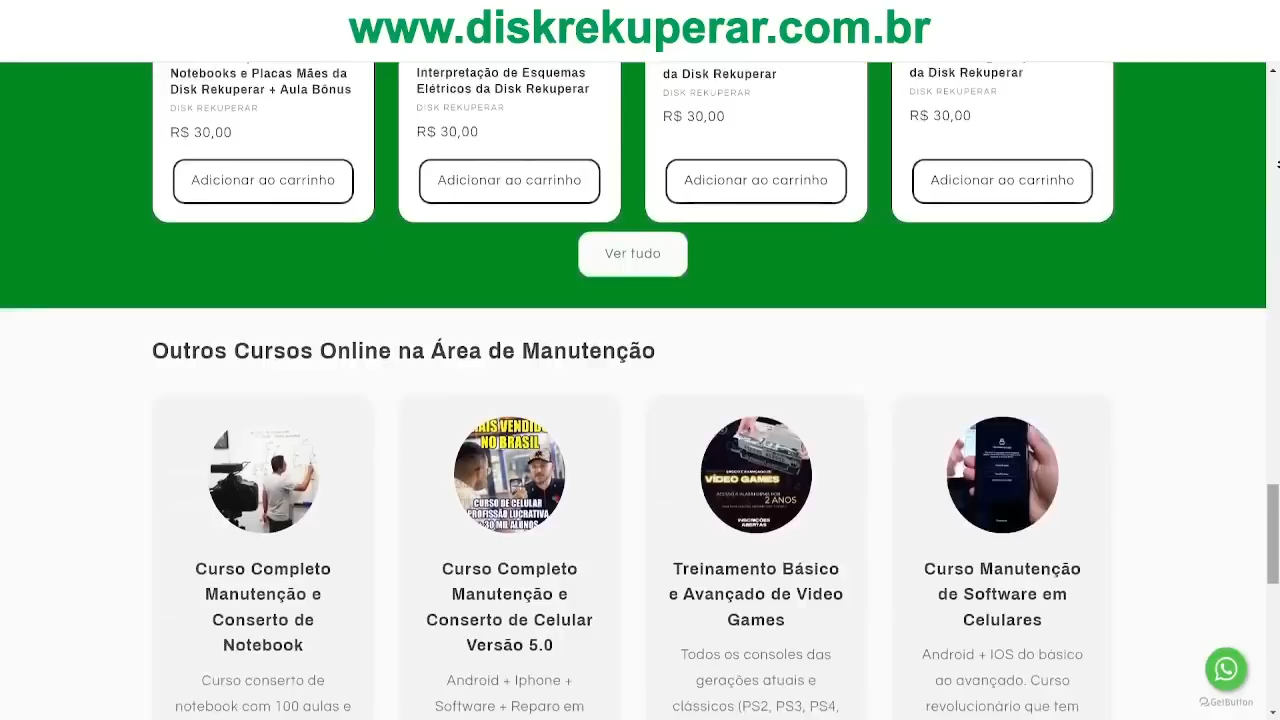 www.diskrekuperar.com.br
Notebooks e Placas Mães da
Disk Rekuperar + Aula Bônus
DISK REKUPERAR
R$ 30,00
Adicionar ao carrinho
Interpretação de Esquemas
Elétricos da Disk Rekuperar
DISK REKUPERAR
R$ 30,00
Adicionar ao carrinho
da Disk Rekuperar
DISK REKUPERAR
R$ 30,00
Adicionar ao carrinho
da Disk Rekuperar
DISK REKUPERAR
R$ 30,00
Adicionar ao carrinho
Ver tudo
Outros Cursos Online na Área de Manutenção
Curso Completo
Manutenção e
Conserto de
Notebook
Curso conserto de
notebook com 100 aulas e
MAIS VENDIDO
NO BRASIL
CURSO DE CELULAR
PROFISSÃO LUCRATIVA
+30 MIL ALUNOS
Curso Completo
Manutenção e
Conserto de Celular
Versão 5.0
Android + Iphone +
Software + Reparo em
VÍDEO GAMES
2 ANOS
INSCRIÇÕES
ABERTAS
Treinamento Básico
e Avançado de Video
Games
Todos os consoles das
gerações atuais e
clássicos (PS2, PS3, PS4,
Curso Manutenção
de Software em
Celulares
Android + IOS do básico
ao avançado. Curso
revolucionário que tem
GetButton